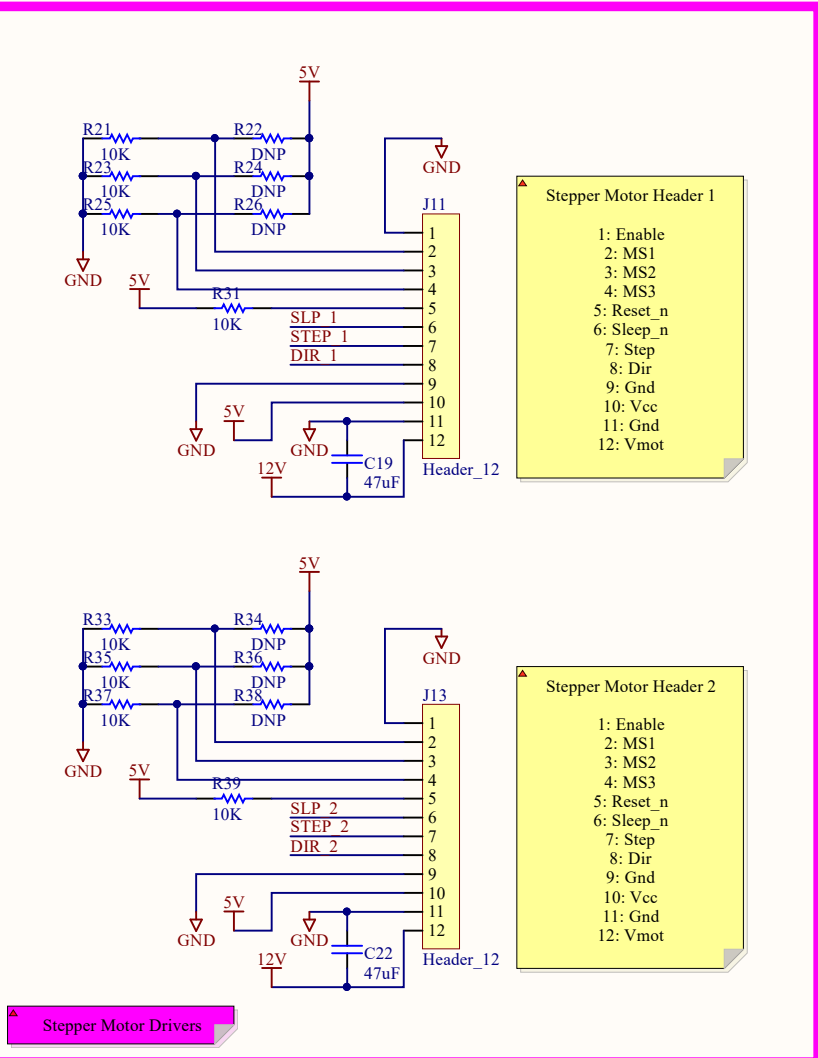 5V
R21
R22
10K
DNP
R23
R24
10K
DNP
R25
R26
10K
DNP
GND
GND
J11
5V
R31
10K
SLP_1
STEP_1
DIR_1
1
2
3
4
5
6
7
8
9
10
11
12
5V
GND
GND
12V
C19
47uF
Header_12
Stepper Motor Header 1
1: Enable
2: MS1
3: MS2
4: MS3
5: Reset_n
6: Sleep_n
7: Step
8: Dir
9: Gnd
10: Vcc
11: Gnd
12: Vmot
5V
R33
R34
10K
DNP
R35
R36
10K
DNP
R37
R38
10K
DNP
GND
GND
J13
5V
R39
10K
SLP_2
STEP_2
DIR_2
1
2
3
4
5
6
7
8
9
10
11
12
5V
GND
GND
12V
C22
47uF
Header_12
Stepper Motor Header 2
1: Enable
2: MS1
3: MS2
4: MS3
5: Reset_n
6: Sleep_n
7: Step
8: Dir
9: Gnd
10: Vcc
11: Gnd
12: Vmot
Stepper Motor Drivers